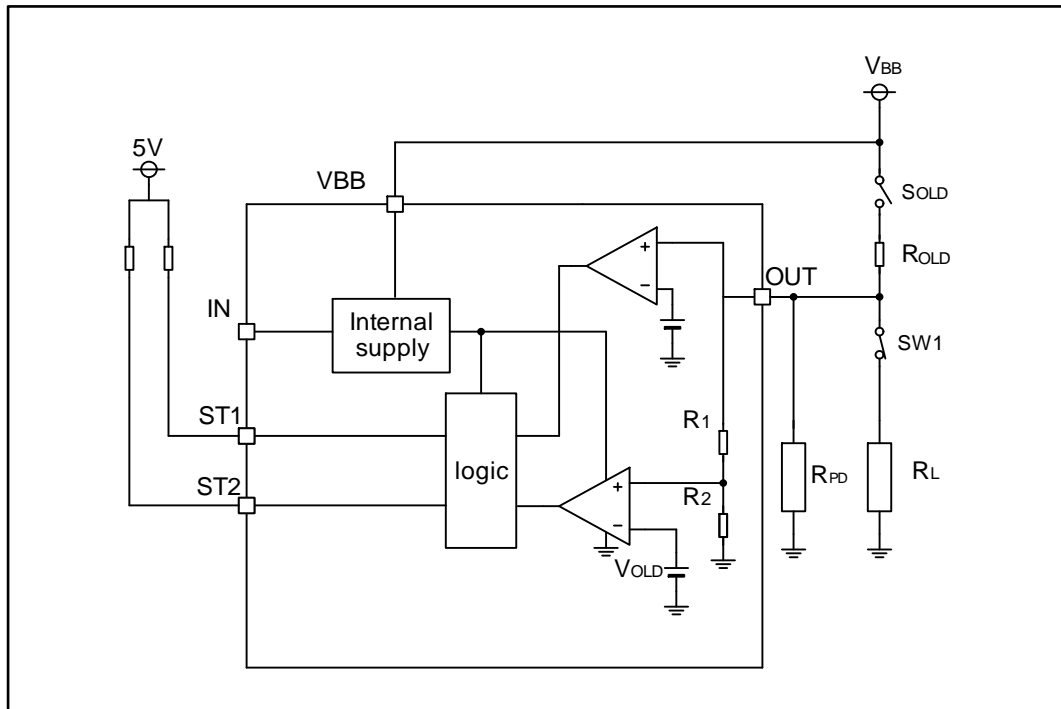 VBB
5V
VBB
SOLD
ROLD
OUT
IN
Internal
supply
SW1
+
−
ST1
R1
logic
RPD
RL
ST2
R2
+
−
VOLD